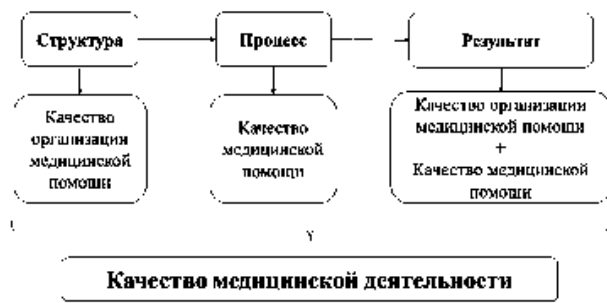 Структура
Процесс
Результат
Качество
организации
медицинской
помощи
Качество
медицинской
помощи
Качество организации
медицинской помощи
+
Качество медицинской
помощи
Качество медицинской деятельности